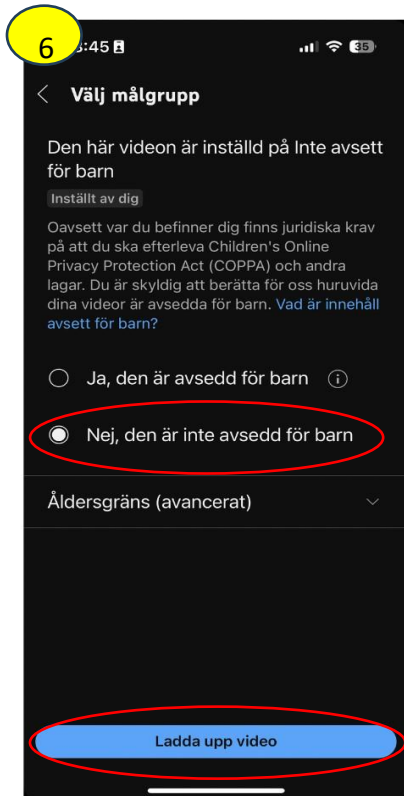 6
:45
35
Välj målgrupp
Den här videon är inställd på Inte avsett
för barn
Inställt av dig
Oavsett var du befinner dig finns juridiska krav
på att du ska efterleva Children's Online
Privacy Protection Act (COPPA) och andra
lagar. Du är skyldig att berätta för oss huruvida
dina videor är avsedda för barn. Vad är innehåll
avsett för barn?
Ja, den är avsedd för barn
Nej, den är inte avsedd för barn
Åldersgräns (avancerat)
Ladda upp video